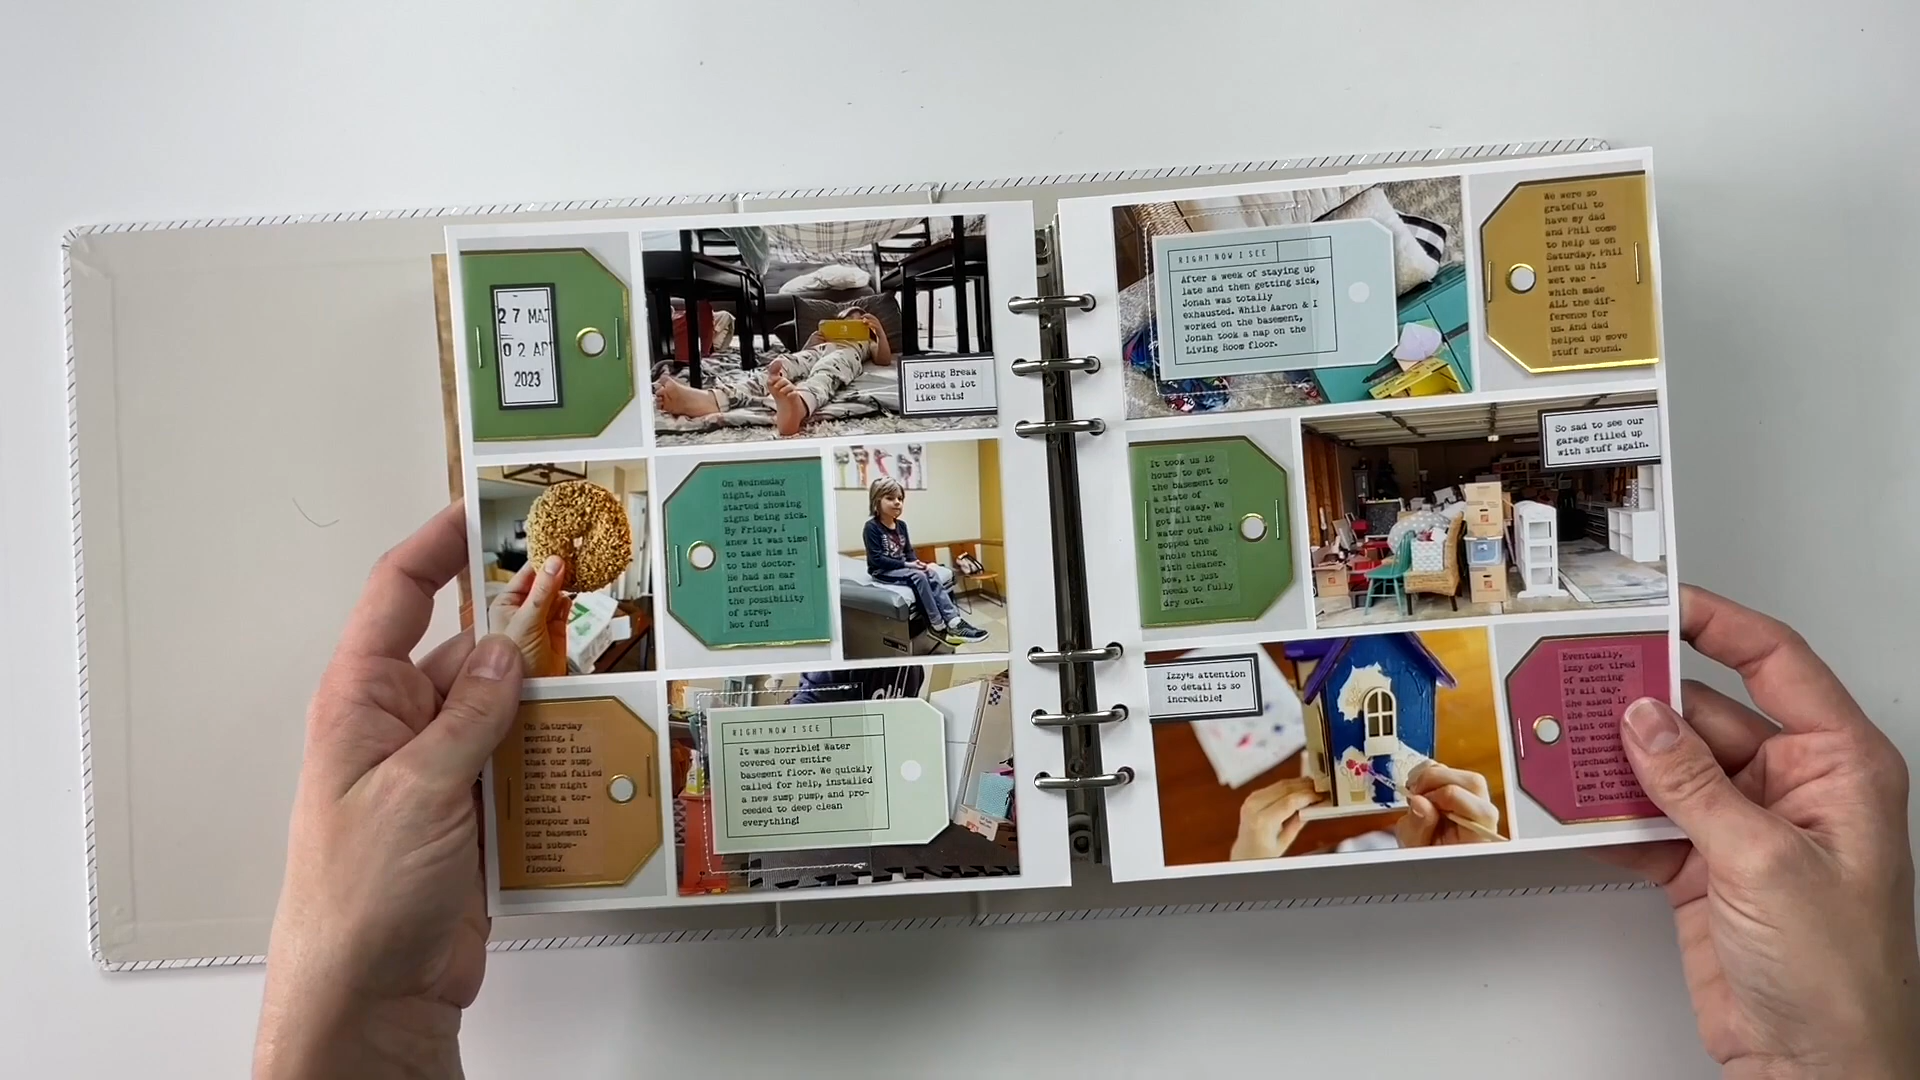 2 7 MA
0 2 AP
2023
Spring Break
looked a lot
like this!
On Wednesday
night, Jonah
started showing
signs being sick.
By Friday, I
knew it was time
to take him in
to the doctor.
He had an ear
infection and
the possibility
of strep.
Not fun!
On Saturday
morning, I
awoke to find
that our sump
pump had failed
in the night
during a tor-
rential
downpour and
our basement
had subse-
quently
flooded.
RIGHT NOW I SEE
It was horrible! Water
covered our entire
basement floor. We quickly
called for help, installed
a new sump pump, and pro-
ceeded to deep clean
everything!
RIGHT NOW I SEE
After a week of staying up
late and then getting sick,
Jonah was totally
exhausted. While Aaron & I
worked on the basement,
Jonah took a nap on the
Living Room floor.
We were so
grateful to
have my dad
and Phil come
to help us on
Saturday. Phil
lent us his
wet vac -
which made
ALL the dif-
ference for
us. And dad
helped up move
stuff around.
It took us 12
hours to get
the basement to
a state of
being okay. We
got all the
water out AND I
mopped the
whole thing
with cleaner.
Now, it just
needs to fully
dry out.
So sad to see our
garage filled up
with stuff again.
Izzy's attention
to detail is so
incredible!
Eventually,
Izzy got tired
of watching
TV all day.
She asked if
she could
paint one
the wooden
birdhouse
purchased
I was total
game for tha
It's beautiful